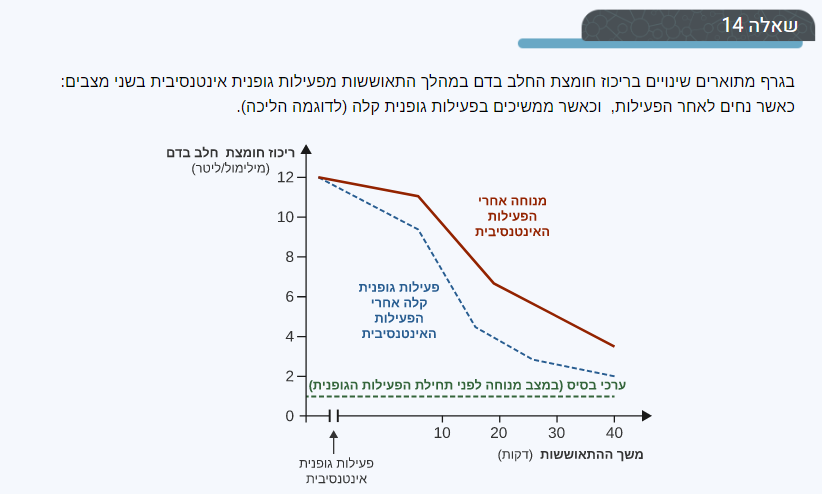 שאלה 14
בגרף מתוארים שינויים בריכוז חומצת החלב בדם במהלך התאוששות מפעילות גופנית אינטנסיבית בשני מצבים:
כאשר נחים לאחר הפעילות, וכאשר ממשיכים בפעילות גופנית קלה (לדוגמה הליכה).
ריכוז חומצת חלב בדם
(מילימול/ליטר)
12
10
8
6
4
2
0
מנוחה אחרי
הפעילות
האינטנסיבית
פעילות גופנית
קלה אחרי
הפעילות
האינטנסיבית
ערכי בסיס (במצב מנוחה לפני תחילת הפעילות הגופנית)
10 20 30 40
משך ההתאוששות (דקות)
פעילות גופנית
אינטנסיבית